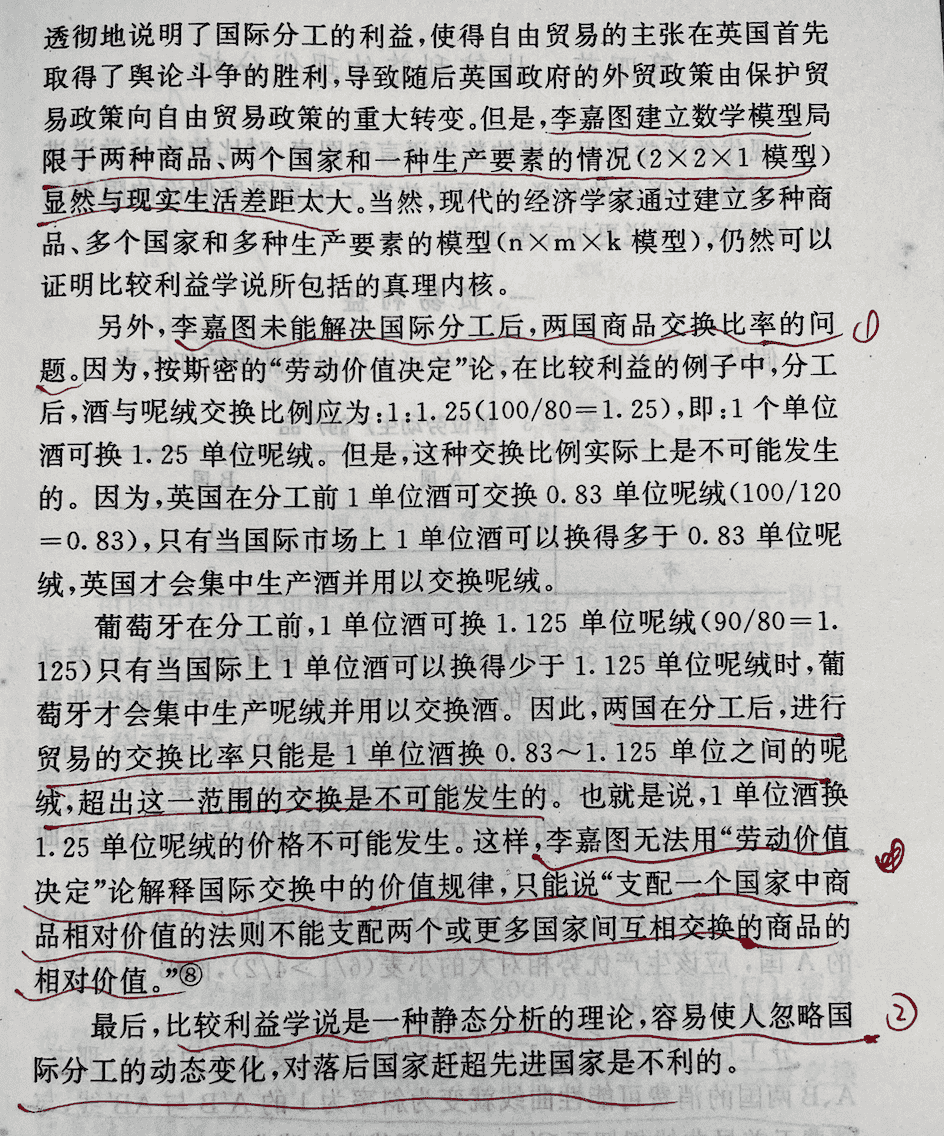 透彻地说明了国际分工的利益,使得自由贸易的主张在英国首先
取得了舆论斗争的胜利,导致随后英国政府的外贸政策由保护贸
易政策向自由贸易政策的重大转变。但是,李嘉图建立数学模型局
限于两种商品、两个国家和一种生产要素的情况(2×2×1 模型)
显然与现实生活差距太大。当然,现代的经济学家通过建立多种商
品、多个国家和多种生产要素的模型(n×m×k 模型),仍然可以
证明比较利益学说所包括的真理内核。
另外,李嘉图未能解决国际分工后,两国商品交换比率的问 ①
题。因为,按斯密的“劳动价值决定”论,在比较利益的例子中,分工
后,酒与呢绒交换比例应为:1:1.25(100/80=1.25),即:1 个单位
酒可换 1.25 单位呢绒。但是,这种交换比例实际上是不可能发生
的。因为,英国在分工前 1 单位酒可交换 0.83 单位呢绒(100/120
=0.83),只有当国际市场上 1 单位酒可以换得多于 0.83 单位呢
绒,英国才会集中生产酒并用以交换呢绒。
葡萄牙在分工前,1 单位酒可换 1.125 单位呢绒(90/80=1.
125)只有当国际上 1 单位酒可以换得少于 1.125 单位呢绒时,葡
萄牙才会集中生产呢绒并用以交换酒。因此,两国在分工后,进行
贸易的交换比率只能是 1 单位酒换 0.83～1.125 单位之间的呢
绒,超出这一范围的交换是不可能发生的。也就是说,1 单位酒换
1.25 单位呢绒的价格不可能发生。这样,李嘉图无法用“劳动价值
决定”论解释国际交换中的价值规律,只能说“支配一个国家中商
品相对价值的法则不能支配两个或更多国家间互相交换的商品的
相对价值。”⑧
最后,比较利益学说是一种静态分析的理论,容易使人忽略国 ②
际分工的动态变化,对落后国家赶超先进国家是不利的。